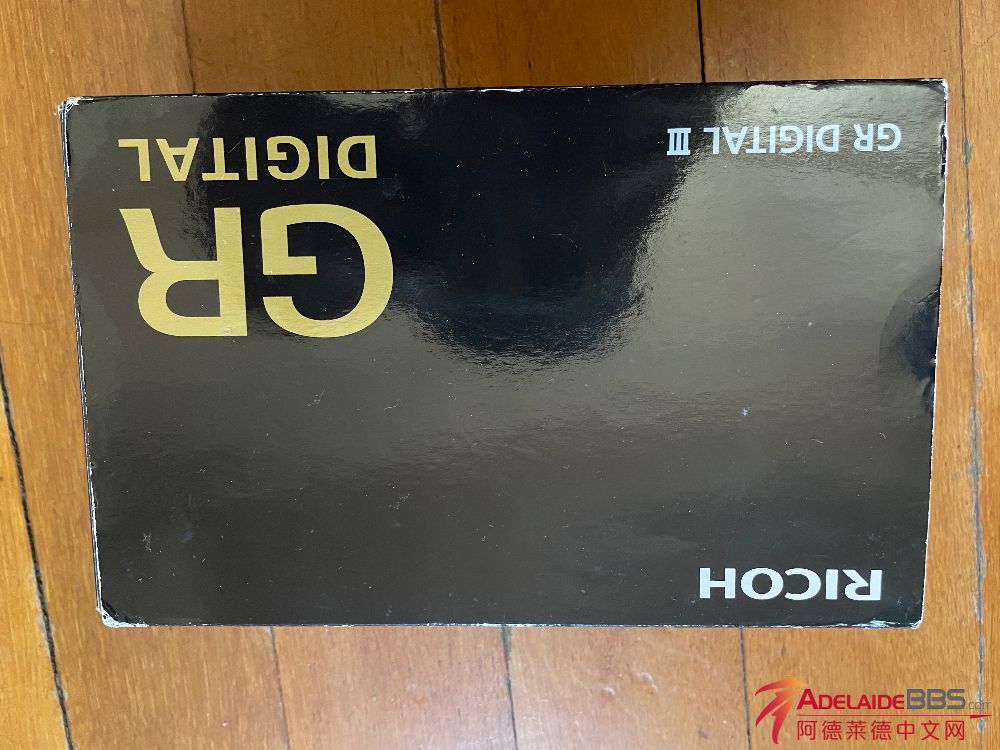 RICOH
GR
DIGITAL
GR DIGITAL III
ADELAIDEBBS.com
阿德莱德中文网